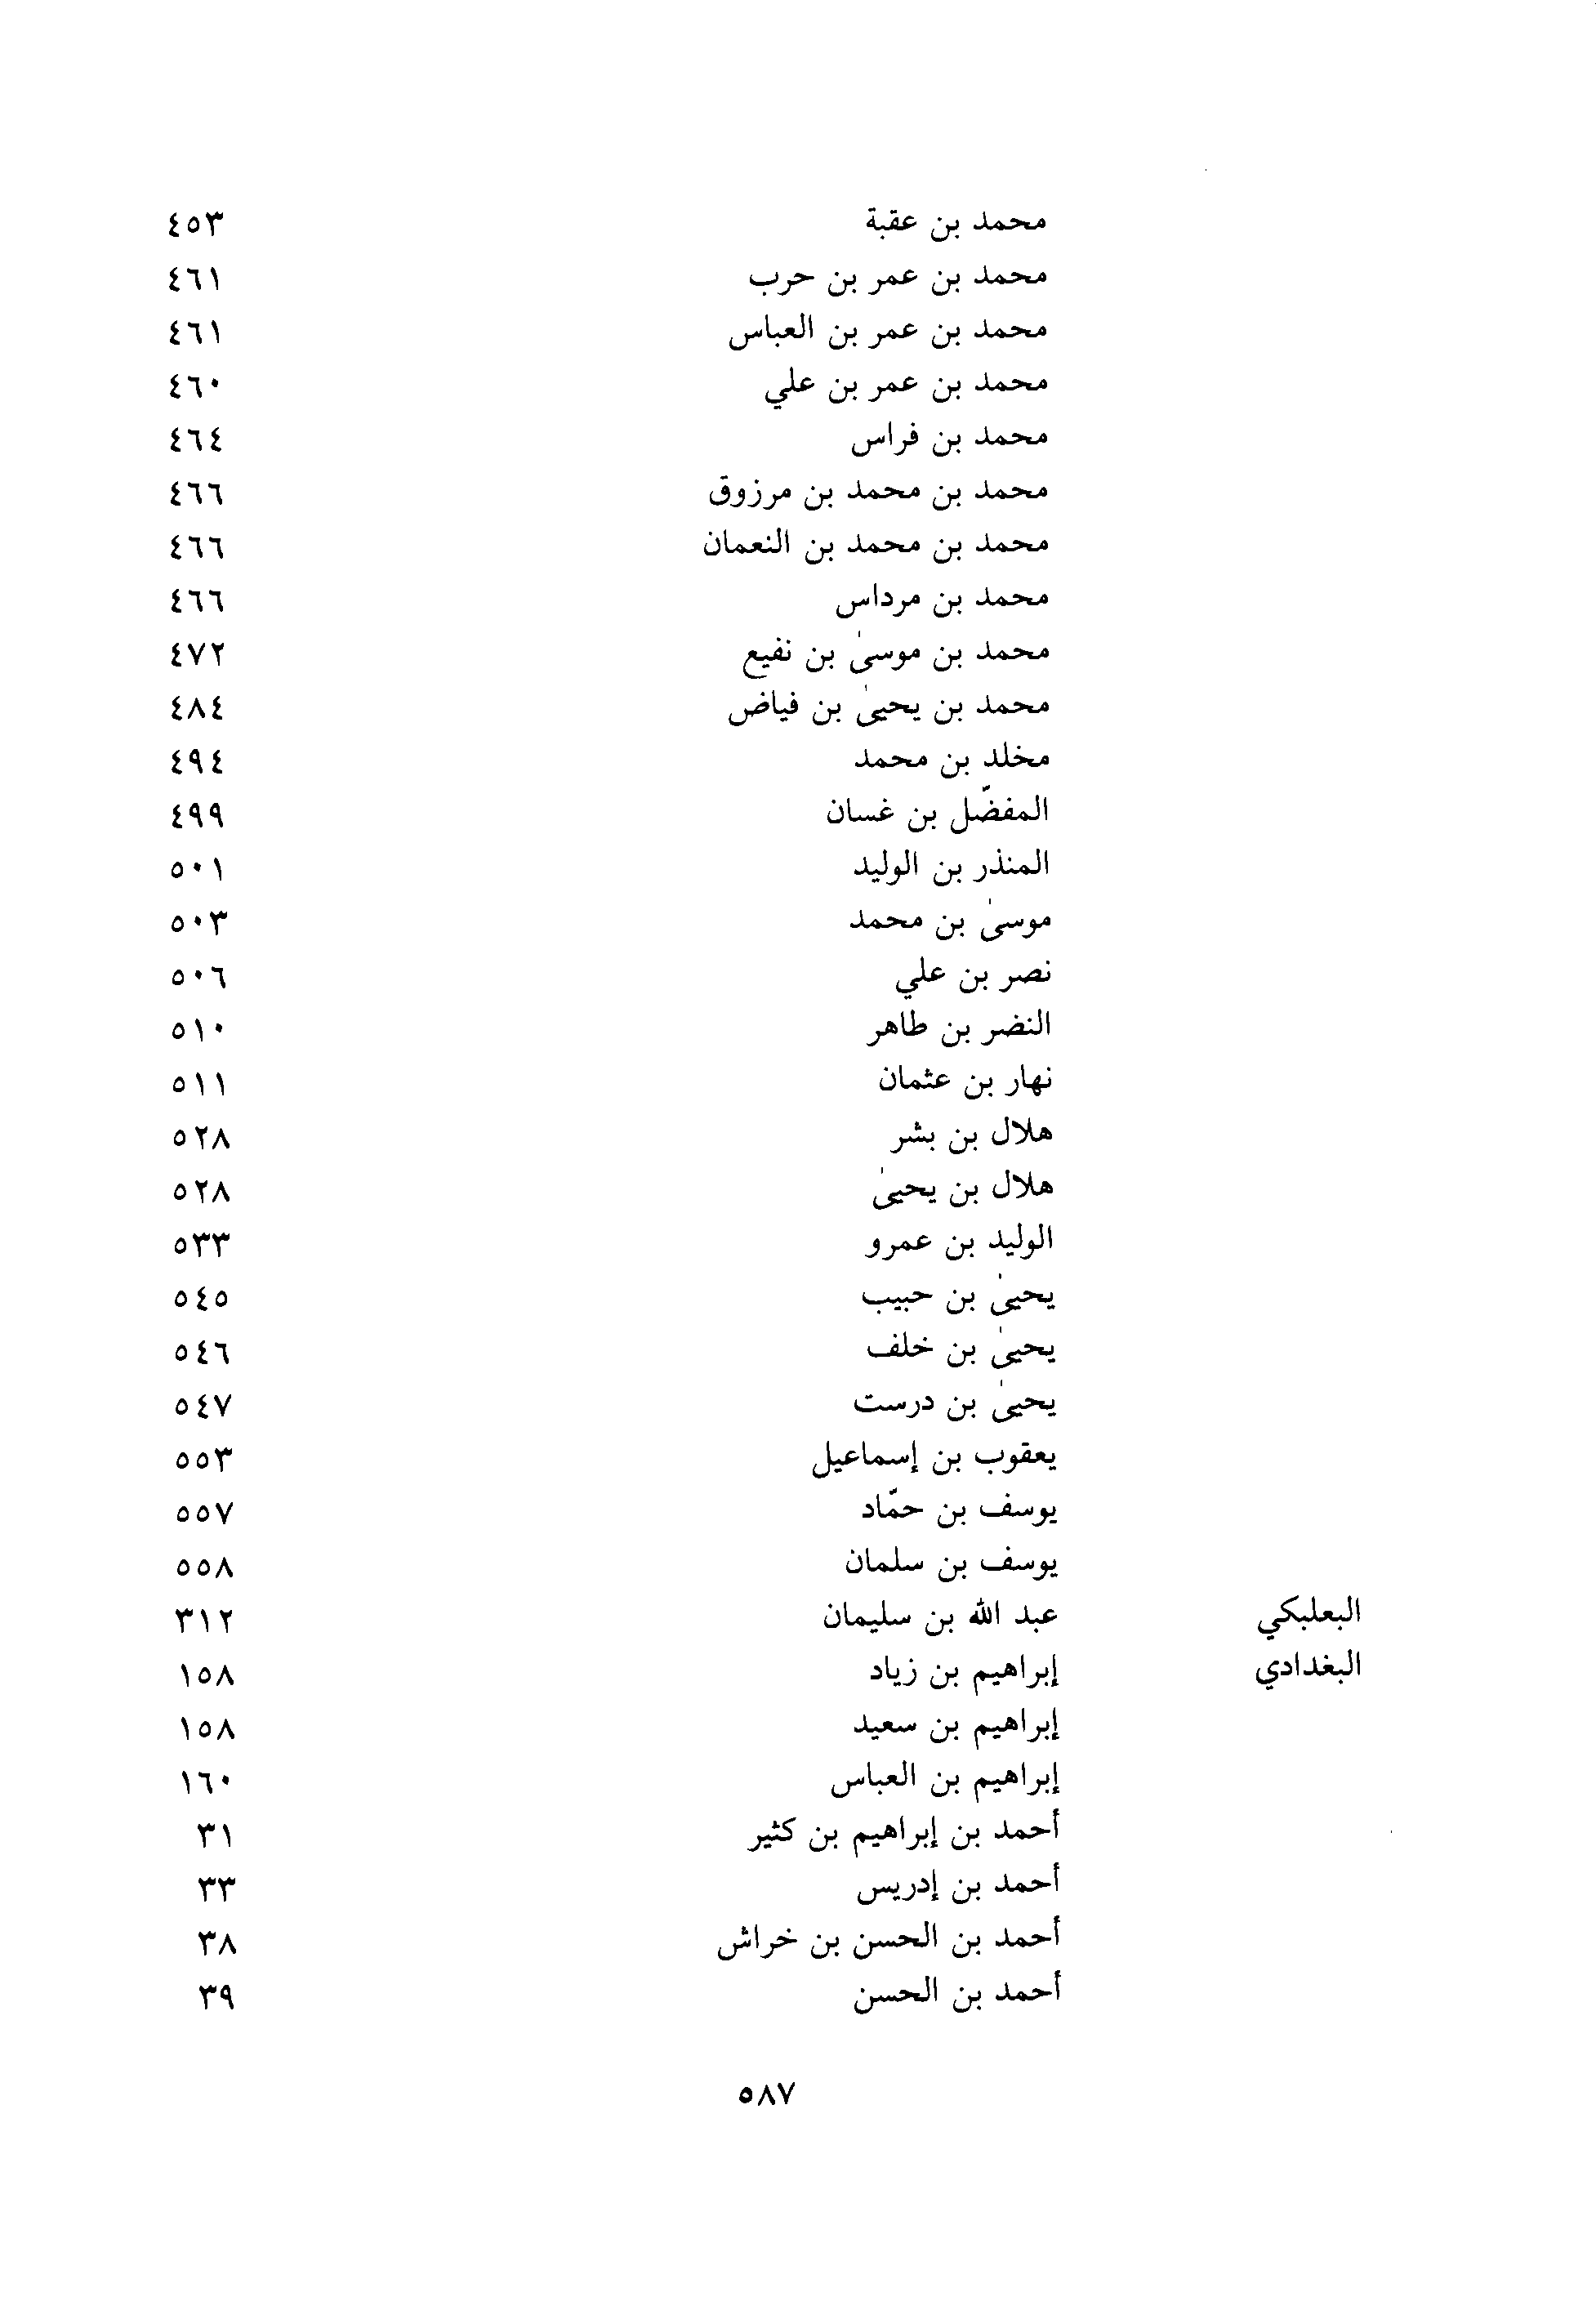 محمد بن عقبة ٤٥٣
محمد بن عمر بن حرب ٤٦١
محمد بن عمر بن العباس ٤٦١
محمد بن عمر بن علي ٤٦٠
محمد بن فراس ٤٦٤
محمد بن محمد بن مرزوق ٤٦٦
محمد بن محمد بن النعمان ٤٦٦
محمد بن مرداس ٤٦٦
محمد بن موسىٰ بن نفيع ٤٧٢
محمد بن يحيىٰ بن فياض ٤٨٤
مخلد بن محمد ٤٩٤
المفضّل بن غسان ٤٩٩
المنذر بن الوليد ٥٠١
موسىٰ بن محمد ٥٠٣
نصر بن علي ٥٠٦
النضر بن طاهر ٥١٠
نهار بن عثمان ٥١١
هلال بن بشر ٥٢٨
هلال بن يحيىٰ ٥٢٨
الوليد بن عمرو ٥٣٣
يحيىٰ بن حبيب ٥٤٥
يحيىٰ بن خلف ٥٤٦
يحيىٰ بن درست ٥٤٧
يعقوب بن إسماعيل ٥٥٣
يوسف بن حمّاد ٥٥٧
يوسف بن سلمان ٥٥٨
البعلبكي عبد الله بن سليمان ٣١٢
البغدادي إبراهيم بن زياد ١٥٨
إبراهيم بن سعيد ١٥٨
إبراهيم بن العباس ١٦٠
أحمد بن إبراهيم بن كثير ٣١
أحمد بن إدريس ٣٣
أحمد بن الحسن بن خراش ٣٨
أحمد بن الحسن ٣٩
٥٨٧